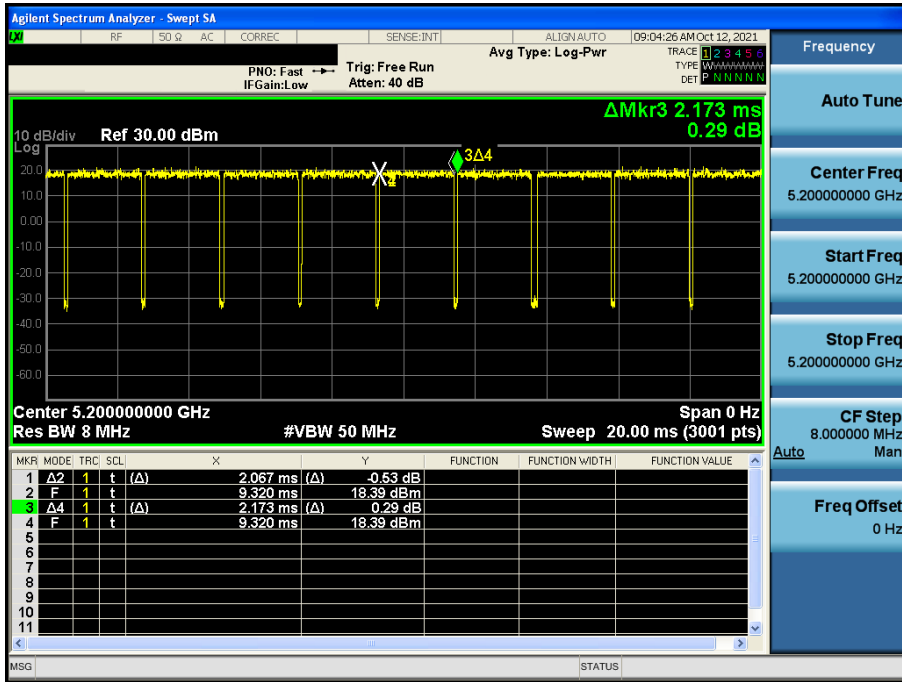 Agilent Spectrum Analyzer - Swept SA
LXI RF 50 Ω AC CORREC SENSE:INT ALIGNAUTO 09:04:26 AM Oct 12, 2021
Frequency
Avg Type: Log-Pwr
TRACE 1 2 3 4 5 6
TYPE WWWWWWW
DET P N N N N N
PNO: Fast
IFGain:Low
Trig: Free Run
Atten: 40 dB
ΔMkr3 2.173 ms
0.29 dB
10 dB/div Ref 30.00 dBm
Log
20.0
10.0
0.00
-10.0
-20.0
-30.0
-40.0
-50.0
-60.0
3Δ4
Center 5.200000000 GHz Span 0 Hz
Res BW 8 MHz #VBW 50 MHz Sweep 20.00 ms (3001 pts)
MKR MODE TRC SCL X Y FUNCTION FUNCTION WIDTH FUNCTION VALUE
1 Δ2 1 t (Δ) 2.067 ms (Δ) -0.53 dB
2 F 1 t 9.320 ms 18.39 dBm
3 Δ4 1 t (Δ) 2.173 ms (Δ) 0.29 dB
4 F 1 t 9.320 ms 18.39 dBm
5
6
7
8
9
10
11
MSG STATUS
Auto Tune
Center Freq
5.200000000 GHz
Start Freq
5.200000000 GHz
Stop Freq
5.200000000 GHz
CF Step
8.000000 MHz
Auto Man
Freq Offset
0 Hz